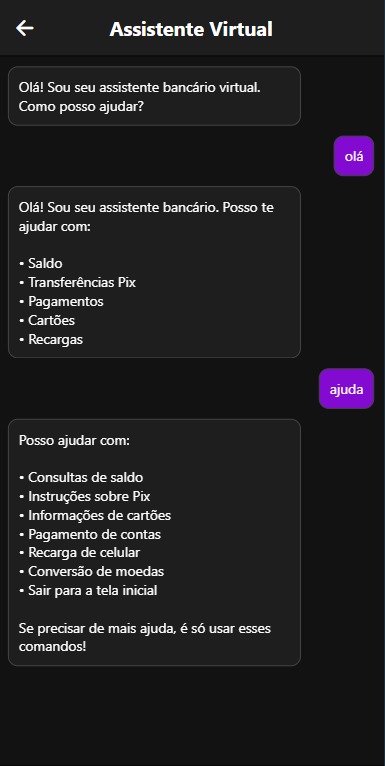 Assistente Virtual
Olá! Sou seu assistente bancário virtual.
Como posso ajudar?
olá
Olá! Sou seu assistente bancário. Posso te
ajudar com:
• Saldo
• Transferências Pix
• Pagamentos
• Cartões
• Recargas
ajuda
Posso ajudar com:
• Consultas de saldo
• Instruções sobre Pix
• Informações de cartões
• Pagamento de contas
• Recarga de celular
• Conversão de moedas
• Sair para a tela inicial
Se precisar de mais ajuda, é só usar esses
comandos!